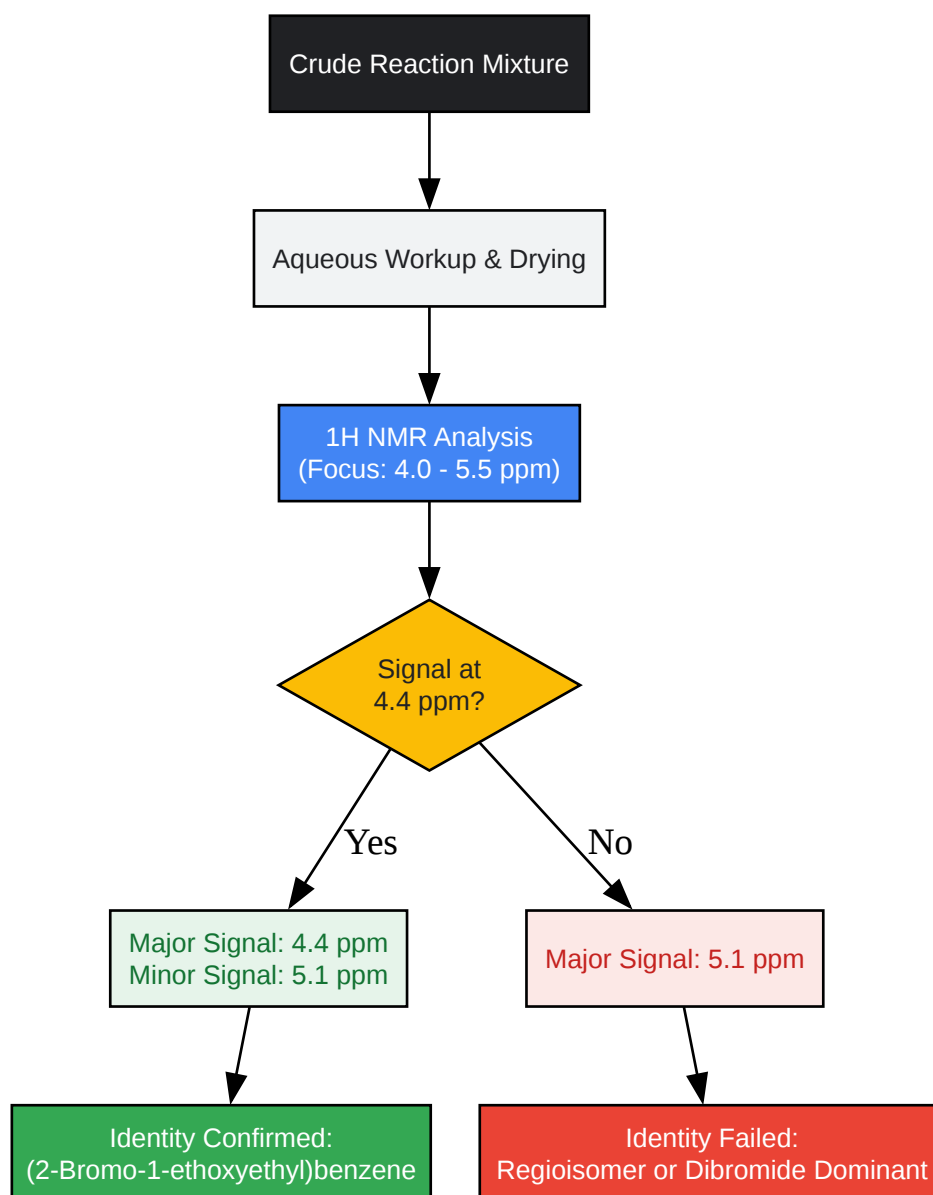 Crude Reaction Mixture
Aqueous Workup & Drying
1H NMR Analysis
(Focus: 4.0 - 5.5 ppm)
Signal at
4.4 ppm?
Yes
No
Major Signal: 4.4 ppm
Minor Signal: 5.1 ppm
Major Signal: 5.1 ppm
Identity Confirmed:
(2-Bromo-1-ethoxyethyl)benzene
Identity Failed:
Regioisomer or Dibromide Dominant